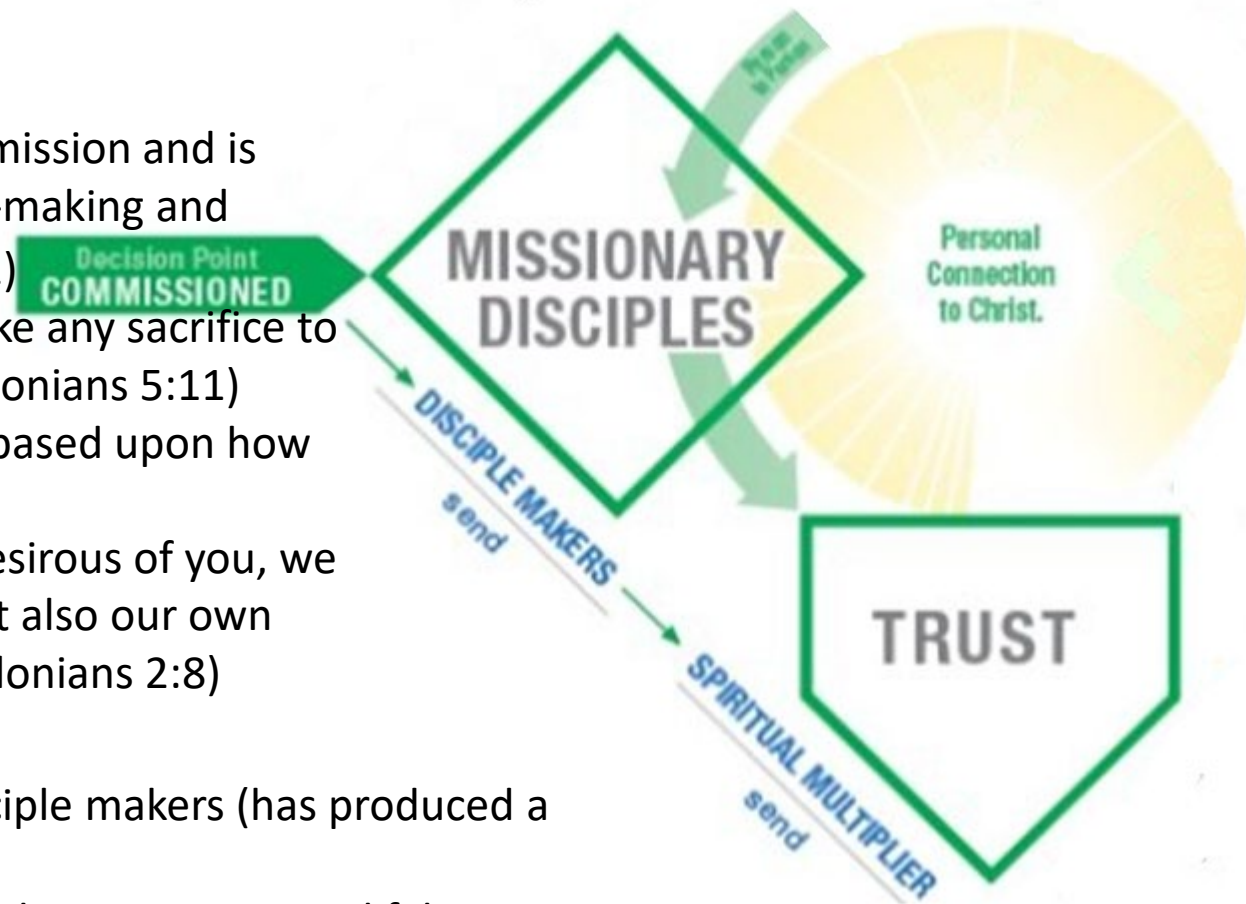 mission and is
-making and
)
ke any sacrifice to
onians 5:11)
based upon how
esirous of you, we
t also our own
lonians 2:8)
ciple makers (has produced a
Decision Point
COMMISSIONED
MISSIONARY
DISCIPLES
Personal
Connection
to Christ.
DISCIPLE MAKERS
send
SPIRITUAL MULTIPLIER
send
TRUST